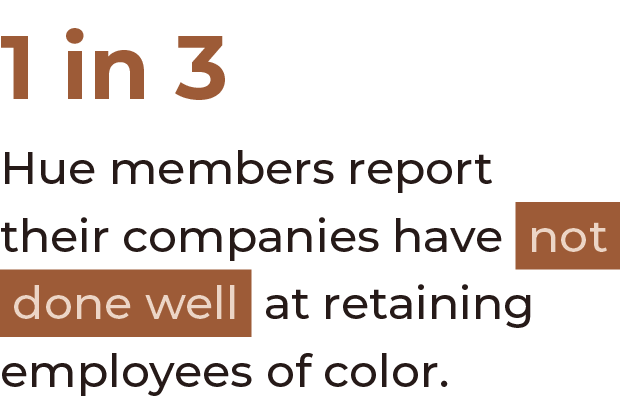 1 in 3
Hue members report
their companies have not
done well at retaining
employees of color.